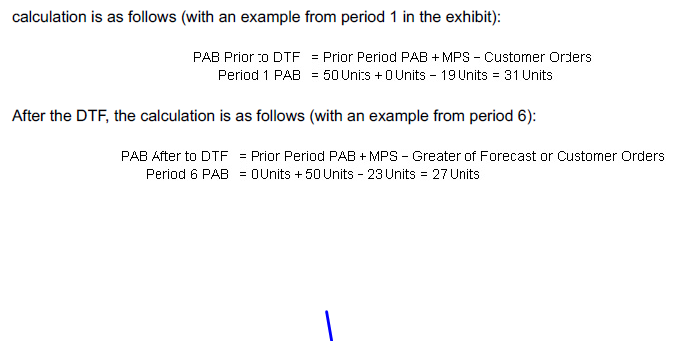 calculation is as follows (with an example from period 1 in the exhibit):
PAB Prior to DTF = Prior Period PAB + MPS – Customer Orders
Period 1 PAB = 50 Units + 0 Units – 19 Units = 31 Units
After the DTF, the calculation is as follows (with an example from period 6):
PAB After to DTF = Prior Period PAB + MPS – Greater of Forecast or Customer Orders
Period 6 PAB = 0 Units + 50 Units – 23 Units = 27 Units